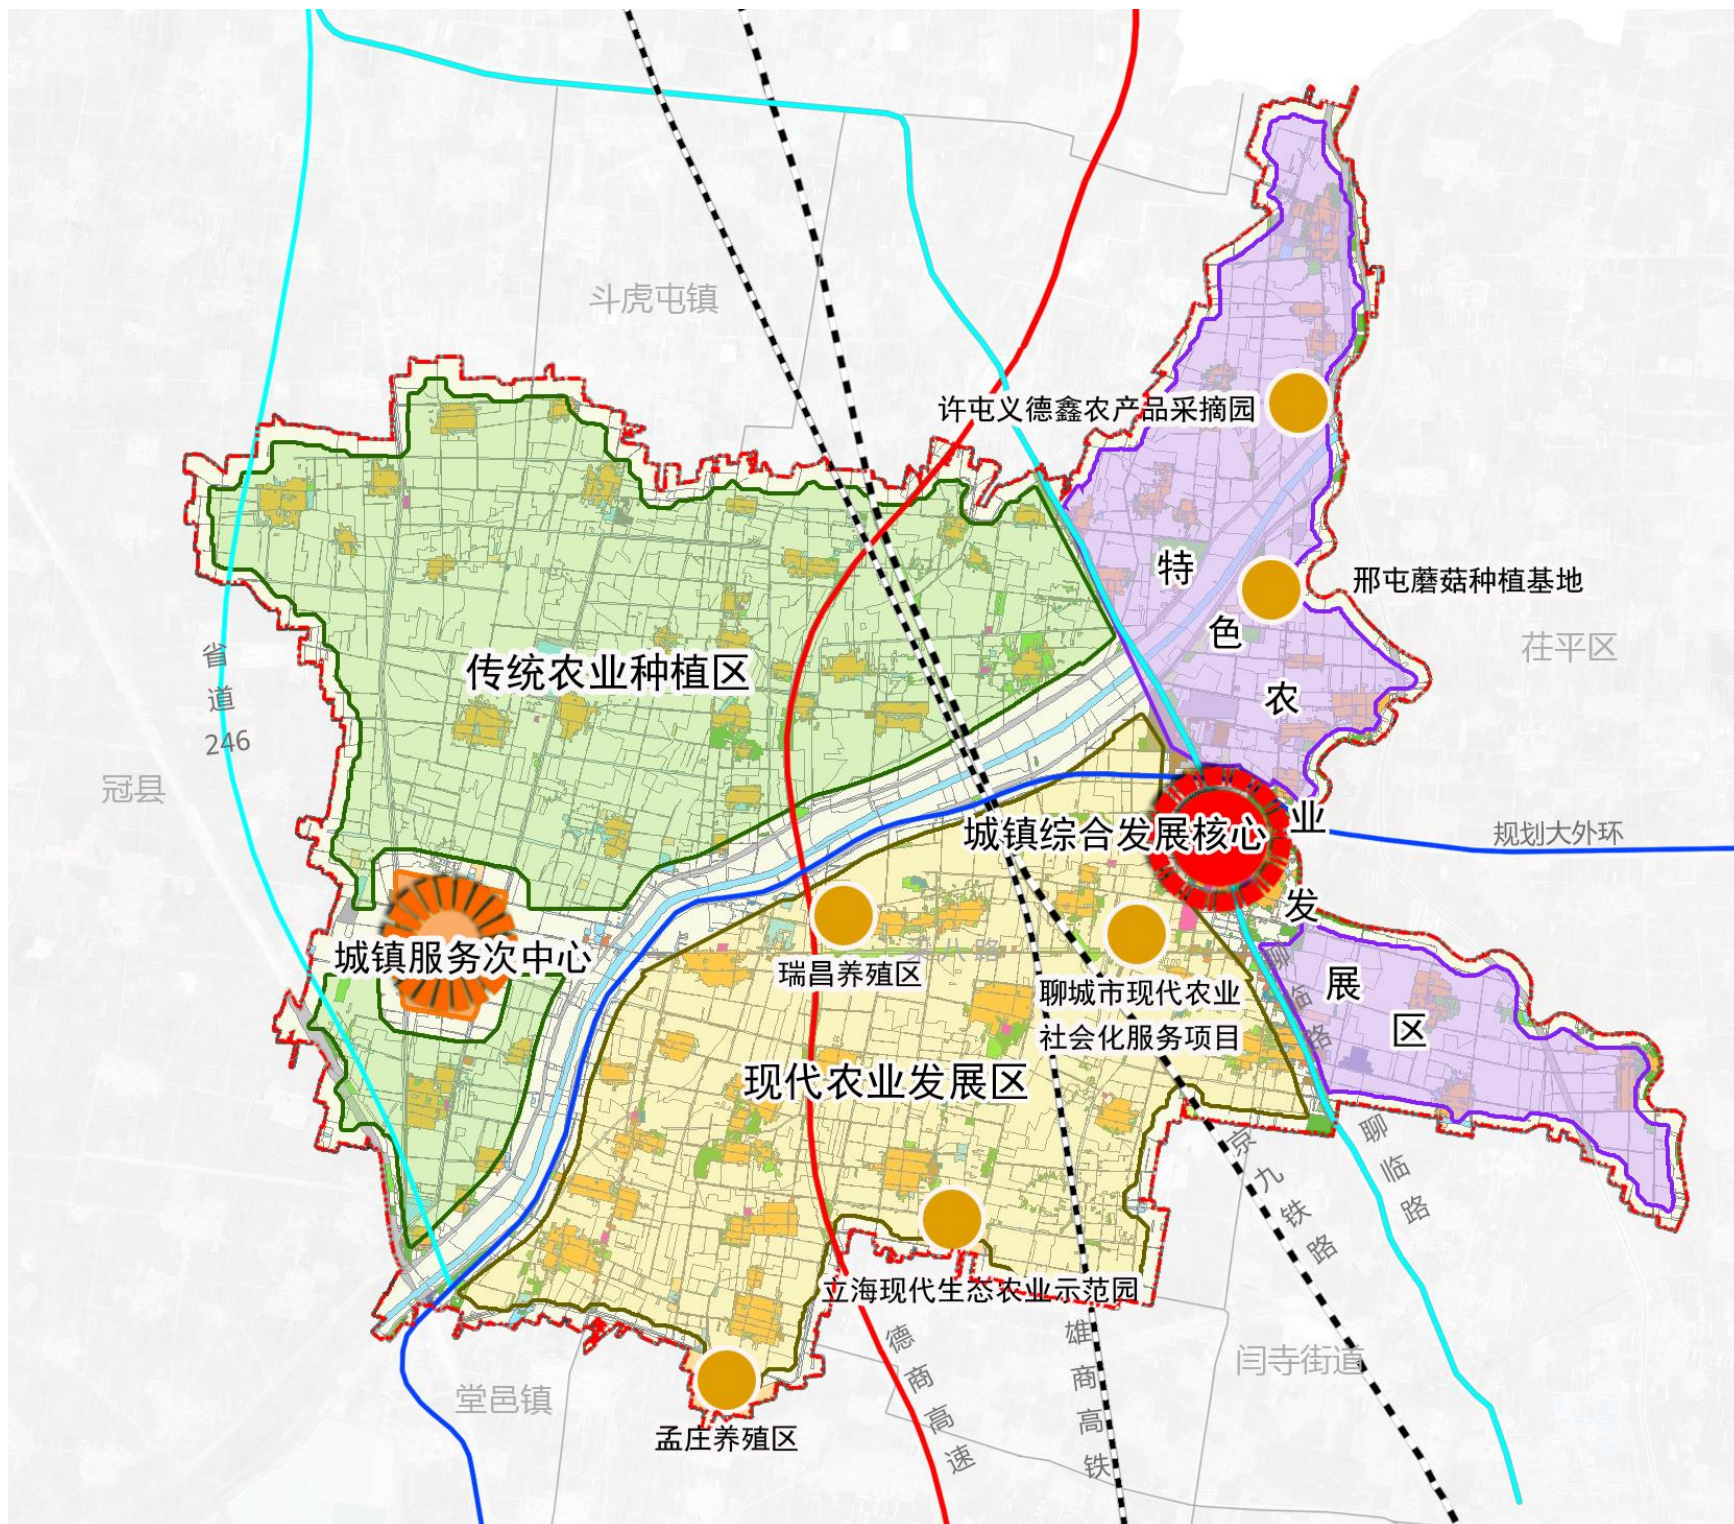 斗虎屯镇
许屯义德鑫农产品采摘园
特色农业发展区
邢屯蘑菇种植基地
茌平区
传统农业种植区
省道246
冠县
城镇综合发展核心
规划大外环
城镇服务次中心
瑞昌养殖区
聊城市现代农业
社会化服务项目
聊临路
现代农业发展区
京九铁路
聊临路
立海现代生态农业示范园
德商高速
雄商高铁
闫寺街道
堂邑镇
孟庄养殖区